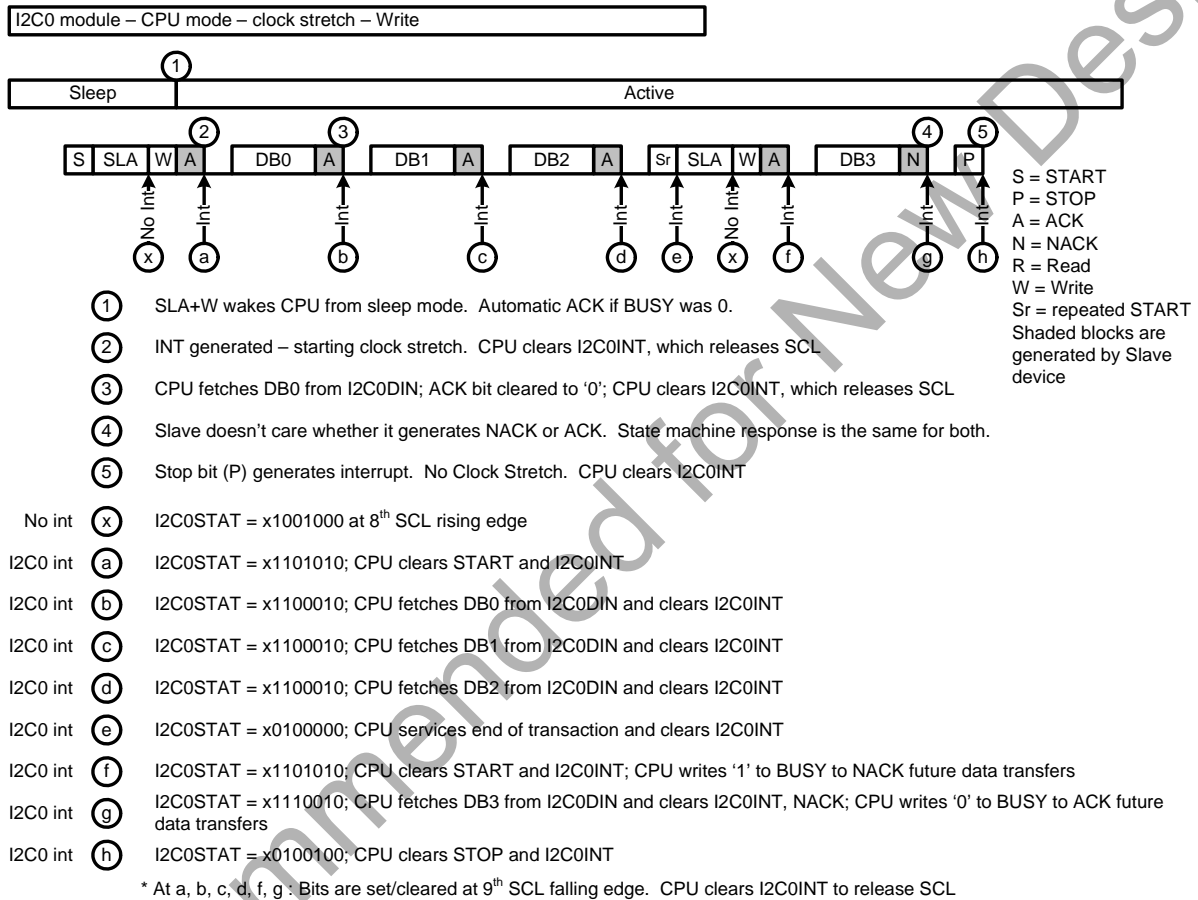 I2C0 module – CPU mode – clock stretch – Write
1
Sleep
Active
2
3
4
5
S
SLA
W
A
DB0
A
DB1
A
DB2
A
Sr
SLA
W
A
DB3
N
P
No Int
Int
Int
Int
Int
Int
No Int
Int
Int
Int
x
a
b
c
d
e
x
f
g
h
S = START
P = STOP
A = ACK
N = NACK
R = Read
W = Write
Sr = repeated START
Shaded blocks are
generated by Slave
device
1 SLA+W wakes CPU from sleep mode. Automatic ACK if BUSY was 0.
2 INT generated – starting clock stretch. CPU clears I2C0INT, which releases SCL
3 CPU fetches DB0 from I2C0DIN; ACK bit cleared to ‘0’; CPU clears I2C0INT, which releases SCL
4 Slave doesn’t care whether it generates NACK or ACK. State machine response is the same for both.
5 Stop bit (P) generates interrupt. No Clock Stretch. CPU clears I2C0INT
No int x I2C0STAT = x1001000 at 8th SCL rising edge
I2C0 int a I2C0STAT = x1101010; CPU clears START and I2C0INT
I2C0 int b I2C0STAT = x1100010; CPU fetches DB0 from I2C0DIN and clears I2C0INT
I2C0 int c I2C0STAT = x1100010; CPU fetches DB1 from I2C0DIN and clears I2C0INT
I2C0 int d I2C0STAT = x1100010; CPU fetches DB2 from I2C0DIN and clears I2C0INT
I2C0 int e I2C0STAT = x0100000; CPU services end of transaction and clears I2C0INT
I2C0 int f I2C0STAT = x1101010; CPU clears START and I2C0INT; CPU writes ‘1’ to BUSY to NACK future data transfers
I2C0 int g I2C0STAT = x1110010; CPU fetches DB3 from I2C0DIN and clears I2C0INT, NACK; CPU writes ‘0’ to BUSY to ACK future
data transfers
I2C0 int h I2C0STAT = x0100100; CPU clears STOP and I2C0INT
* At a, b, c, d, f, g : Bits are set/cleared at 9th SCL falling edge. CPU clears I2C0INT to release SCL
mmended for New Des